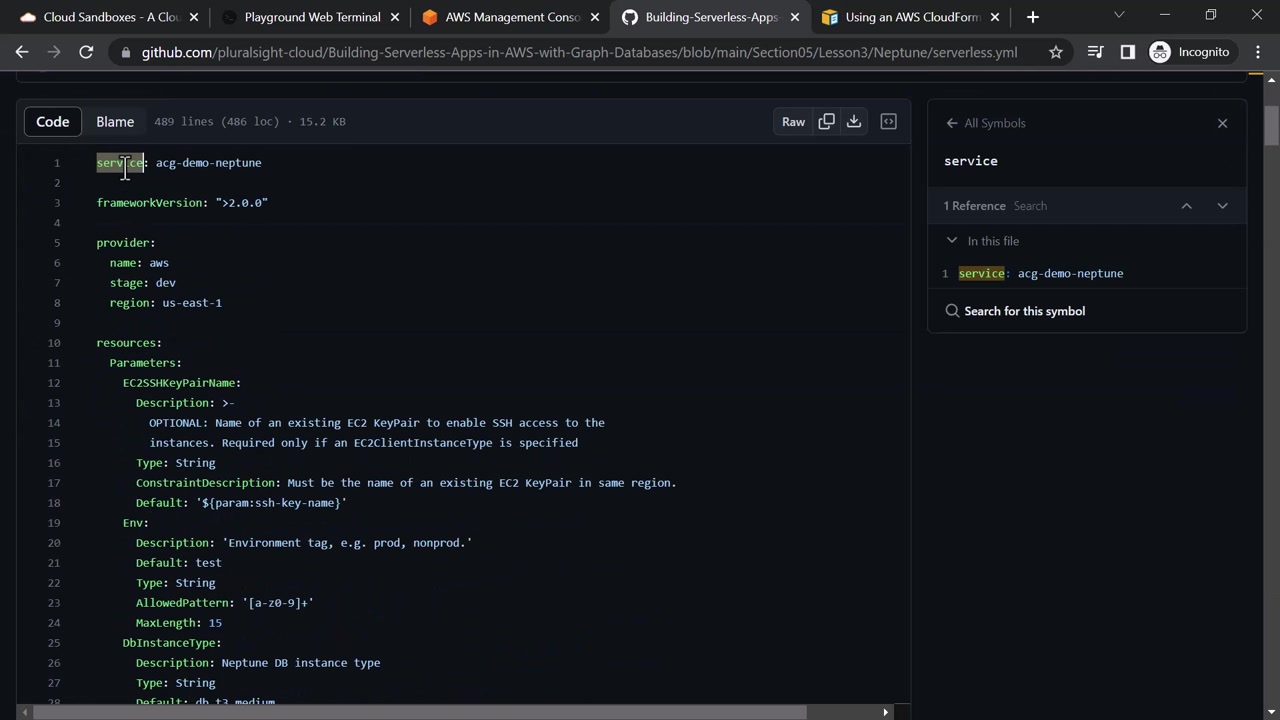 Cloud Sandboxes - A Clou
Playground Web Terminal
AWS Management Conso
Building-Serverless-Apps-
Using an AWS CloudForm
github.com/pluralsight-cloud/Building-Serverless-Apps-in-AWS-with-Graph-Databases/blob/main/Section05/Lesson3/Neptune/serverless.yml
Incognito
Code
Blame
489 lines (486 loc) · 15.2 KB
Raw
All Symbols
service
1 Reference Search
In this file
1 service: acg-demo-neptune
Search for this symbol
1 service: acg-demo-neptune
2
3 frameworkVersion: ">2.0.0"
4
5 provider:
6 name: aws
7 stage: dev
8 region: us-east-1
9
10 resources:
11 Parameters:
12 EC2SSHKeyPairName:
13 Description: >-
14 OPTIONAL: Name of an existing EC2 KeyPair to enable SSH access to the
15 instances. Required only if an EC2ClientInstanceType is specified
16 Type: String
17 ConstraintDescription: Must be the name of an existing EC2 KeyPair in same region.
18 Default: '${param:ssh-key-name}'
19 Env:
20 Description: 'Environment tag, e.g. prod, nonprod.'
21 Default: test
22 Type: String
23 AllowedPattern: '[a-z0-9]+'
24 MaxLength: 15
25 DbInstanceType:
26 Description: Neptune DB instance type
27 Type: String
28 Default: db.t3.medium